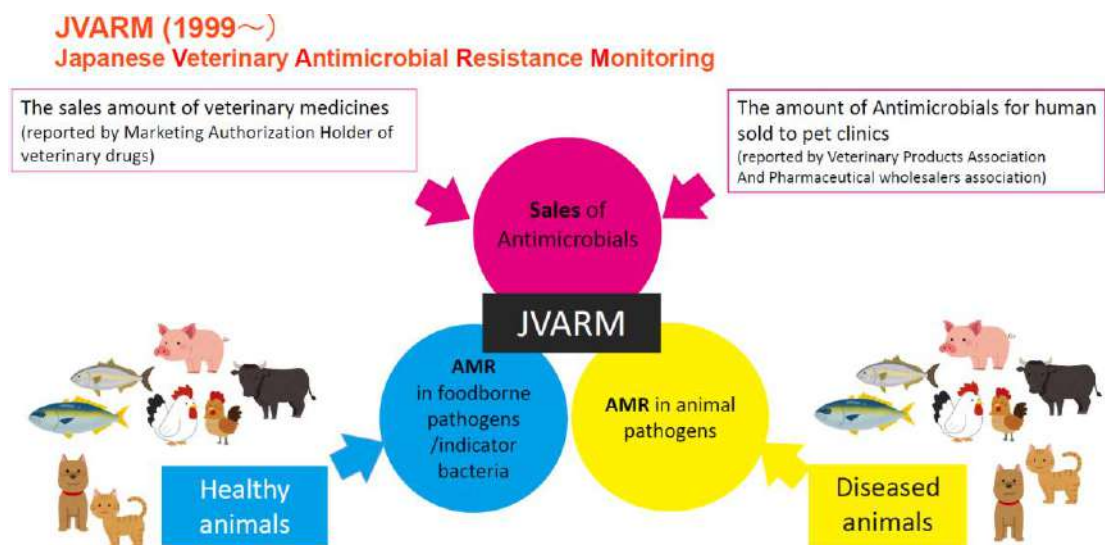 JVARM (1999～)
Japanese Veterinary Antimicrobial Resistance Monitoring
The sales amount of veterinary medicines
(reported by Marketing Authorization Holder of
veterinary drugs)
The amount of Antimicrobials for human
sold to pet clinics
(reported by Veterinary Products Association
And Pharmaceutical wholesalers association)
Sales of
Antimicrobials
JVARM
AMR
in foodborne
pathogens
/indicator
bacteria
AMR in animal
pathogens
Healthy
animals
Diseased
animals